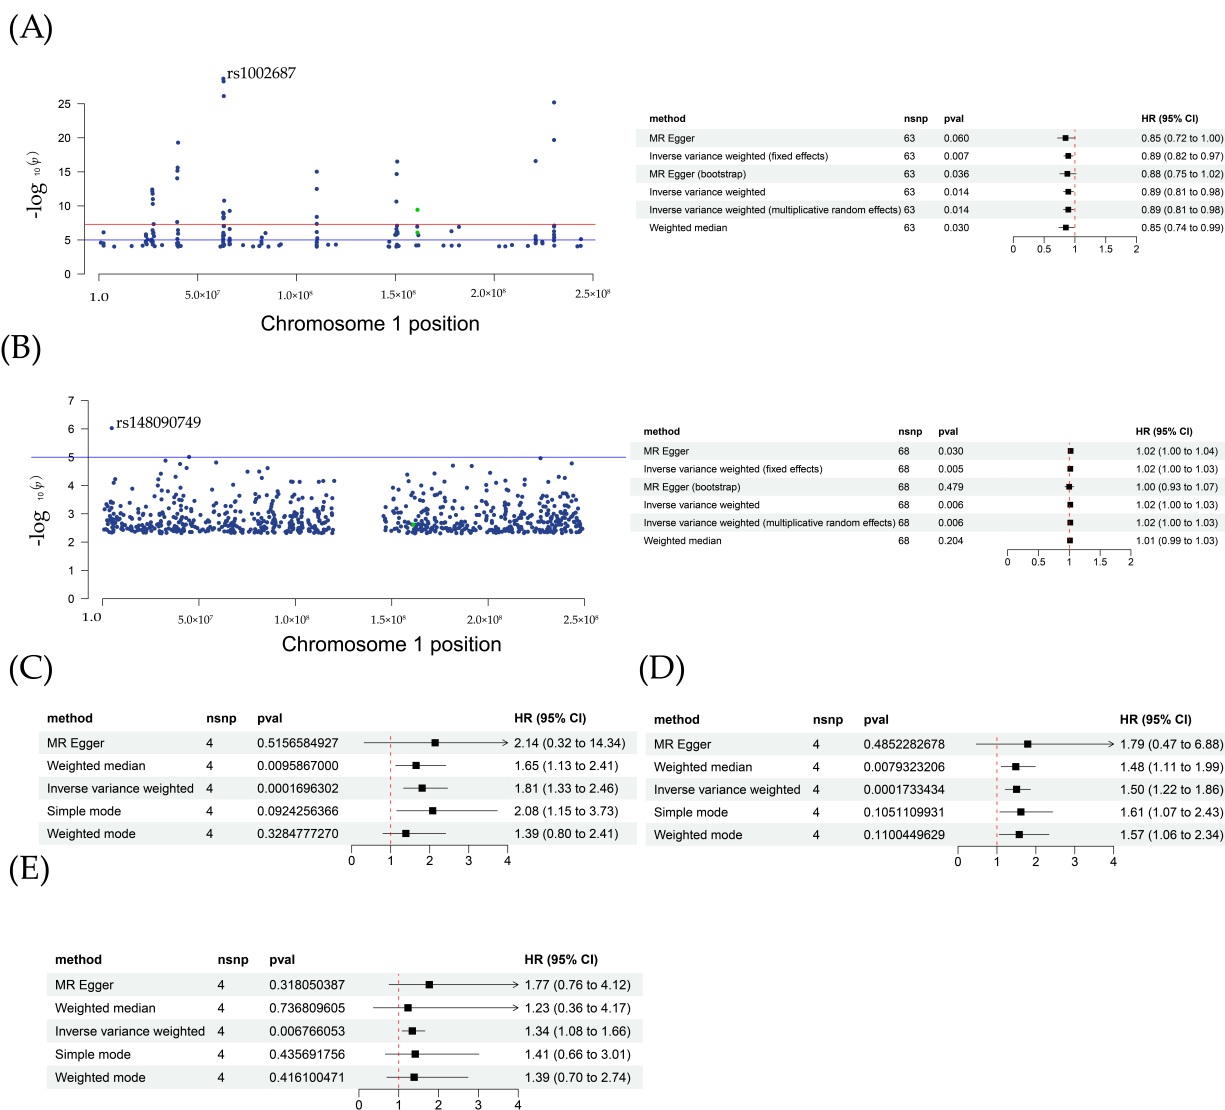 (A)
rs1002687
25
20
15
10
5
0
-log 10 (p)
1.0 5.0×10⁷ 1.0×10⁸ 1.5×10⁸ 2.0×10⁸ 2.5×10⁸
Chromosome 1 position
method nsnp pval HR (95% CI)
MR Egger 63 0.060 0.85 (0.72 to 1.00)
Inverse variance weighted (fixed effects) 63 0.007 0.89 (0.82 to 0.97)
MR Egger (bootstrap) 63 0.036 0.88 (0.75 to 1.02)
Inverse variance weighted 63 0.014 0.89 (0.81 to 0.98)
Inverse variance weighted (multiplicative random effects) 63 0.014 0.89 (0.81 to 0.98)
Weighted median 63 0.030 0.85 (0.74 to 0.99)
0 0.5 1 1.5 2
(B)
rs148090749
7
6
5
4
3
2
1
0
-log 10 (p)
1.0 5.0×10⁷ 1.0×10⁸ 1.5×10⁸ 2.0×10⁸ 2.5×10⁸
Chromosome 1 position
method nsnp pval HR (95% CI)
MR Egger 68 0.030 1.02 (1.00 to 1.04)
Inverse variance weighted (fixed effects) 68 0.005 1.02 (1.00 to 1.03)
MR Egger (bootstrap) 68 0.479 1.00 (0.93 to 1.07)
Inverse variance weighted 68 0.006 1.02 (1.00 to 1.03)
Inverse variance weighted (multiplicative random effects) 68 0.006 1.02 (1.00 to 1.03)
Weighted median 68 0.204 1.01 (0.99 to 1.03)
0 0.5 1 1.5 2
(C)
method nsnp pval HR (95% CI)
MR Egger 4 0.5156584927 2.14 (0.32 to 14.34)
Weighted median 4 0.0095867000 1.65 (1.13 to 2.41)
Inverse variance weighted 4 0.0001696302 1.81 (1.33 to 2.46)
Simple mode 4 0.0924256366 2.08 (1.15 to 3.73)
Weighted mode 4 0.3284777270 1.39 (0.80 to 2.41)
0 1 2 3 4
(D)
method nsnp pval HR (95% CI)
MR Egger 4 0.4852282678 1.79 (0.47 to 6.88)
Weighted median 4 0.0079323206 1.48 (1.11 to 1.99)
Inverse variance weighted 4 0.0001733434 1.50 (1.22 to 1.86)
Simple mode 4 0.1051109931 1.61 (1.07 to 2.43)
Weighted mode 4 0.1100449629 1.57 (1.06 to 2.34)
0 1 2 3 4
(E)
method nsnp pval HR (95% CI)
MR Egger 4 0.318050387 1.77 (0.76 to 4.12)
Weighted median 4 0.736809605 1.23 (0.36 to 4.17)
Inverse variance weighted 4 0.006766053 1.34 (1.08 to 1.66)
Simple mode 4 0.435691756 1.41 (0.66 to 3.01)
Weighted mode 4 0.416100471 1.39 (0.70 to 2.74)
0 1 2 3 4